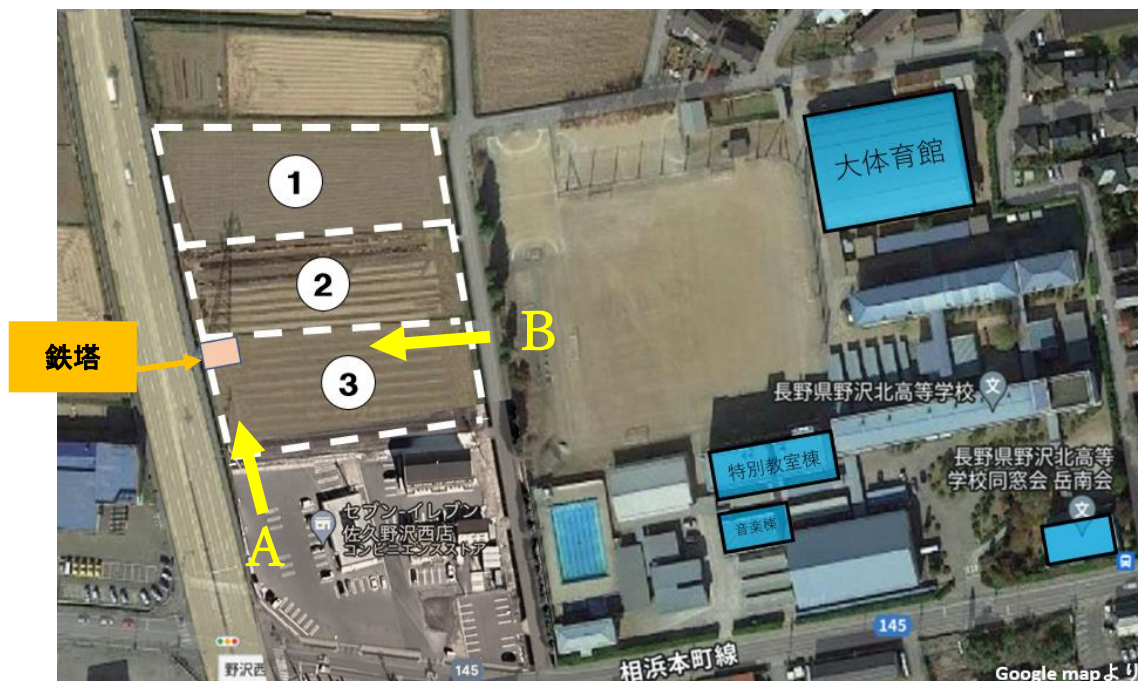 大体育館
1
2
B
鉄塔
3
長野県野沢北高等学校
文
特別教室棟
長野県野沢北高等
学校同窓会 岳南会
文
セブン-イレブン
佐久野沢西店
コンビニエンスストア
音楽棟
A
145
相浜本町線
野沢西
145
Google mapより